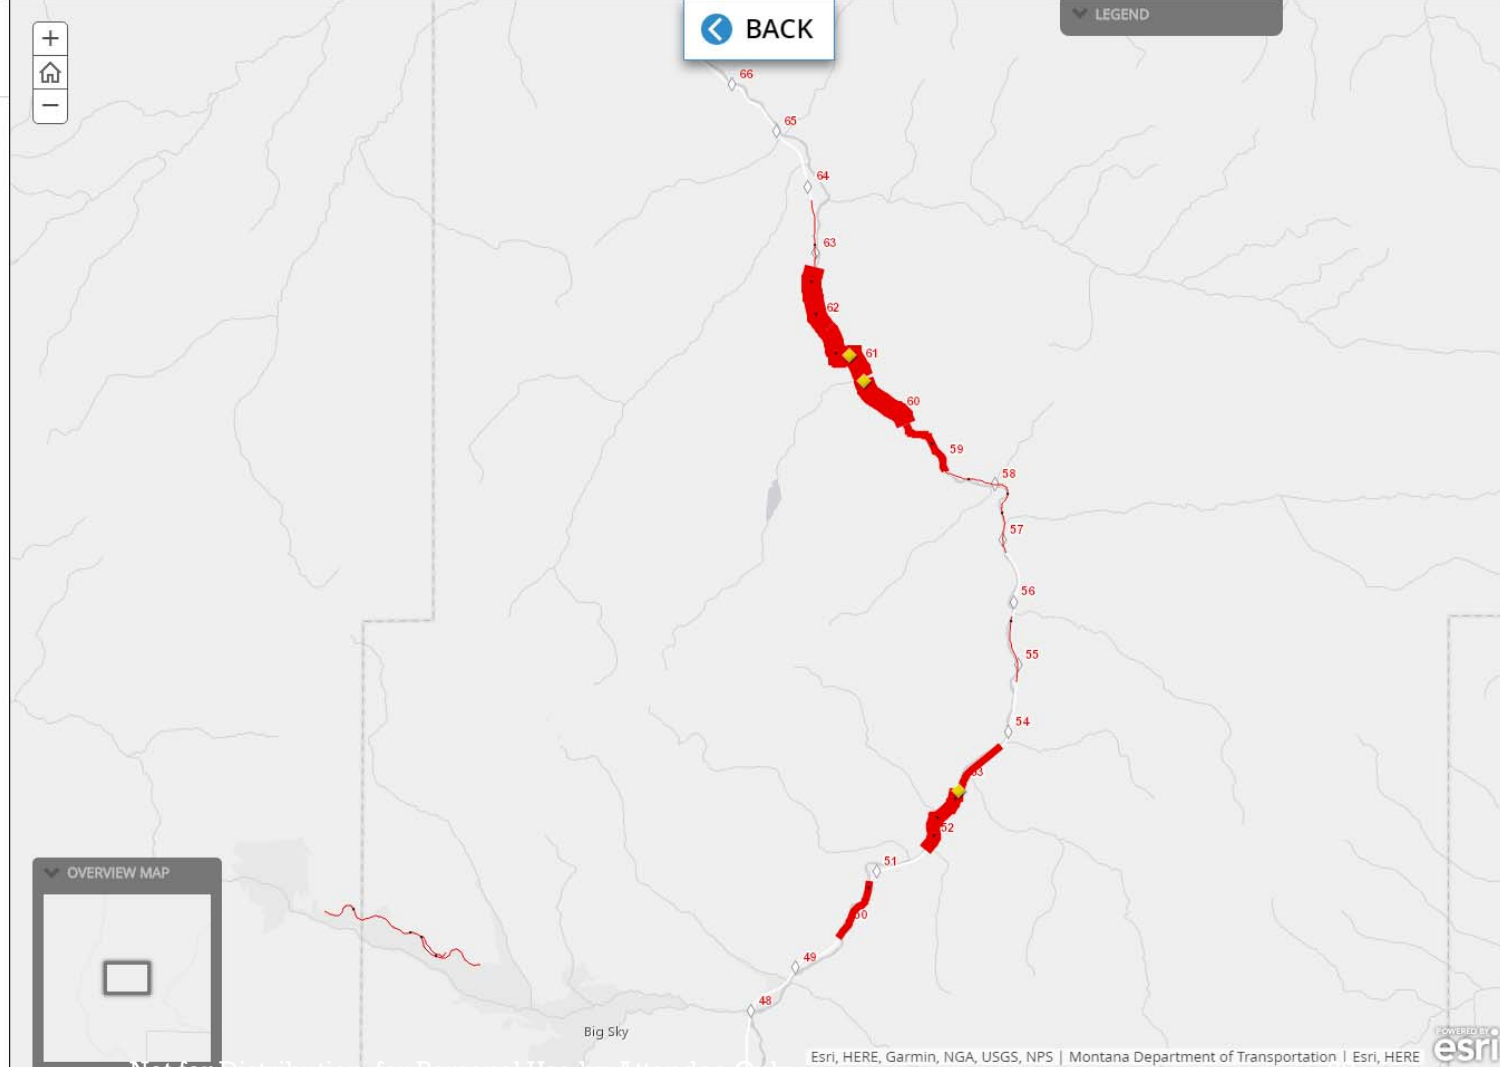 BACK
LEGEND
66
65
64
63
62
61
60
59
58
57
56
55
54
53
52
51
50
49
48
OVERVIEW MAP
Big Sky
Esri, HERE, Garmin, NGA, USGS, NPS | Montana Department of Transportation | Esri, HERE
POWERED BY
esri